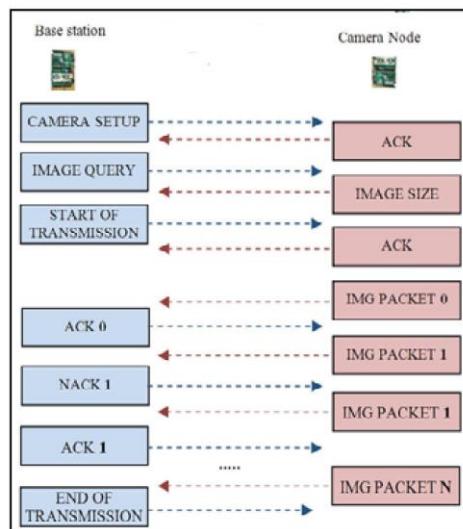 Base station
Camera Node
CAMERA SETUP
ACK
IMAGE QUERY
IMAGE SIZE
START OF
TRANSMISSION
ACK
IMG PACKET 0
ACK 0
IMG PACKET 1
NACK 1
IMG PACKET 1
ACK 1
.....
IMG PACKET N
END OF
TRANSMISSION